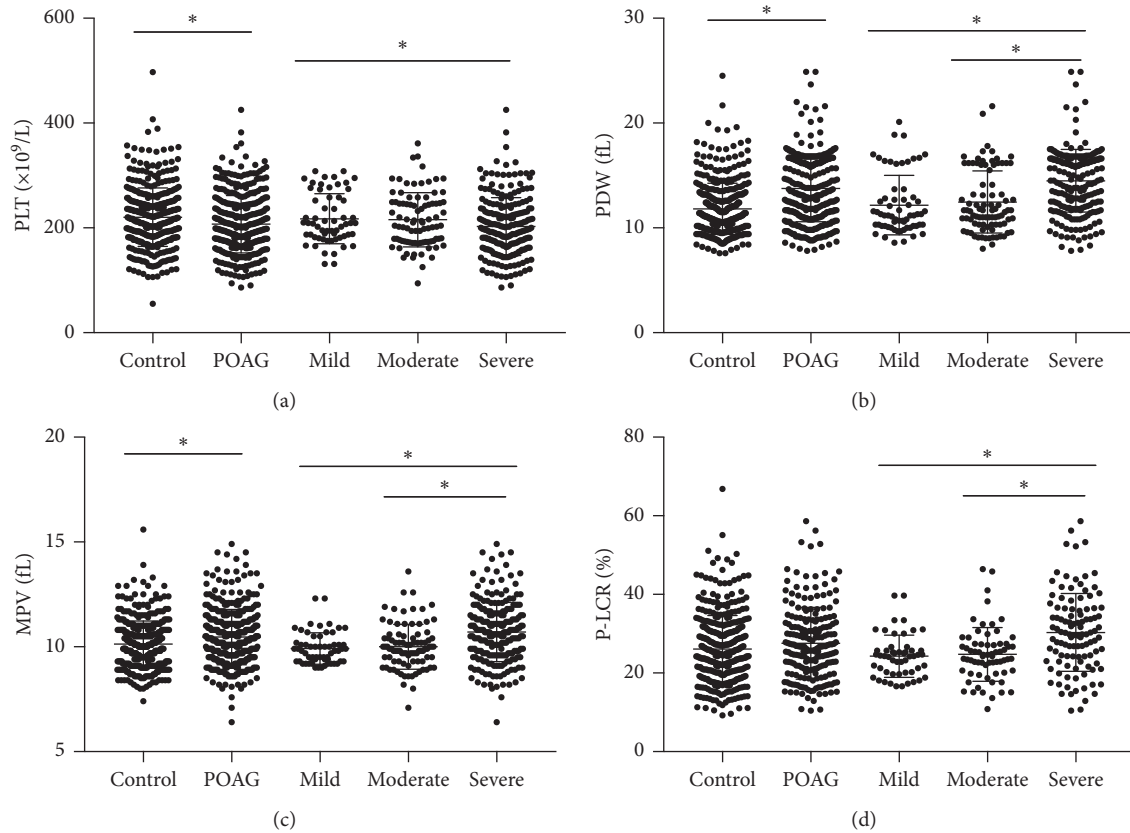 PLT (×10⁹/L)
600
400
200
0
*
*
Control POAG Mild Moderate Severe
(a)
PDW (fL)
30
20
10
0
*
*
*
Control POAG Mild Moderate Severe
(b)
MPV (fL)
20
15
10
5
*
*
*
Control POAG Mild Moderate Severe
(c)
P-LCR (%)
80
60
40
20
0
*
*
Control POAG Mild Moderate Severe
(d)